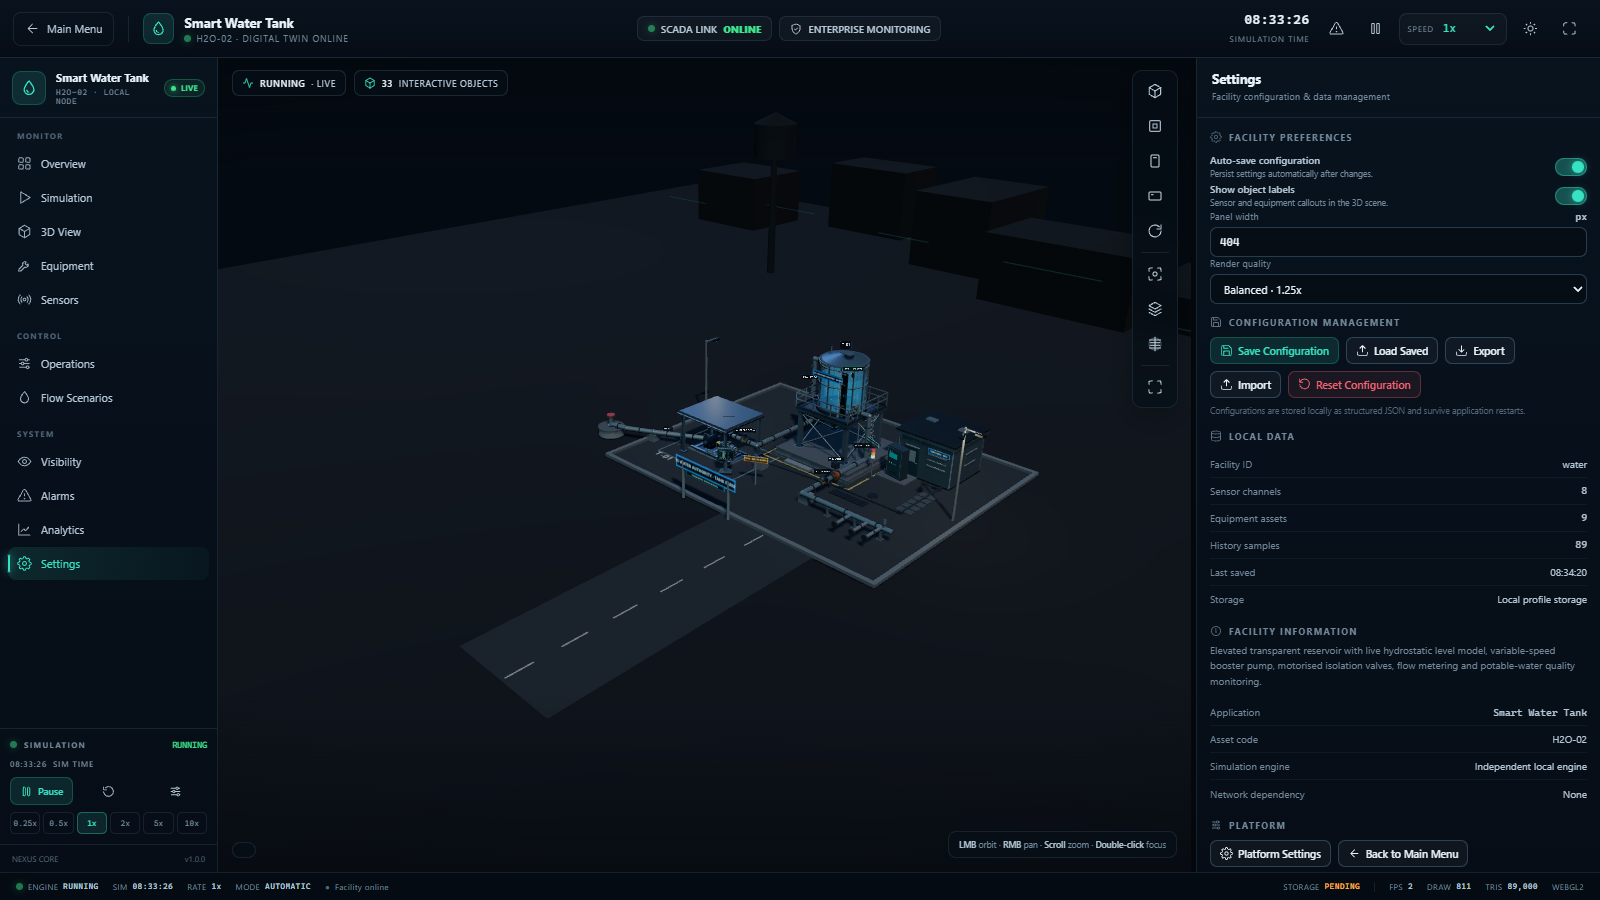 Main Menu
Smart Water Tank
H2O-02 · DIGITAL TWIN ONLINE
SCADA LINK ONLINE
ENTERPRISE MONITORING
08:33:26
SIMULATION TIME
SPEED 1x
Smart Water Tank
H2O-02 · LOCAL
NODE
LIVE
MONITOR
Overview
Simulation
3D View
Equipment
Sensors
CONTROL
Operations
Flow Scenarios
SYSTEM
Visibility
Alarms
Analytics
Settings
SIMULATION
RUNNING
08:33:26 SIM TIME
Pause
0.25x 0.5x 1x 2x 5x 10x
NEXUS CORE
v1.0.0
RUNNING · LIVE
33 INTERACTIVE OBJECTS
LMB orbit · RMB pan · Scroll zoom · Double-click focus
Settings
Facility configuration & data management
FACILITY PREFERENCES
Auto-save configuration
Persist settings automatically after changes.
Show object labels
Sensor and equipment callouts in the 3D scene.
Panel width px
404
Render quality
Balanced · 1.25x
CONFIGURATION MANAGEMENT
Save Configuration
Load Saved
Export
Import
Reset Configuration
Configurations are stored locally as structured JSON and survive application restarts.
LOCAL DATA
Facility ID water
Sensor channels 8
Equipment assets 9
History samples 89
Last saved 08:34:20
Storage Local profile storage
FACILITY INFORMATION
Elevated transparent reservoir with live hydrostatic level model, variable-speed
booster pump, motorised isolation valves, flow metering and potable-water quality
monitoring.
Application Smart Water Tank
Asset code H2O-02
Simulation engine Independent local engine
Network dependency None
PLATFORM
Platform Settings
Back to Main Menu
ENGINE RUNNING SIM 08:33:26 RATE 1x MODE AUTOMATIC Facility online
STORAGE PENDING FPS 2 DRAW 811 TRIS 89,000 WEBGL2